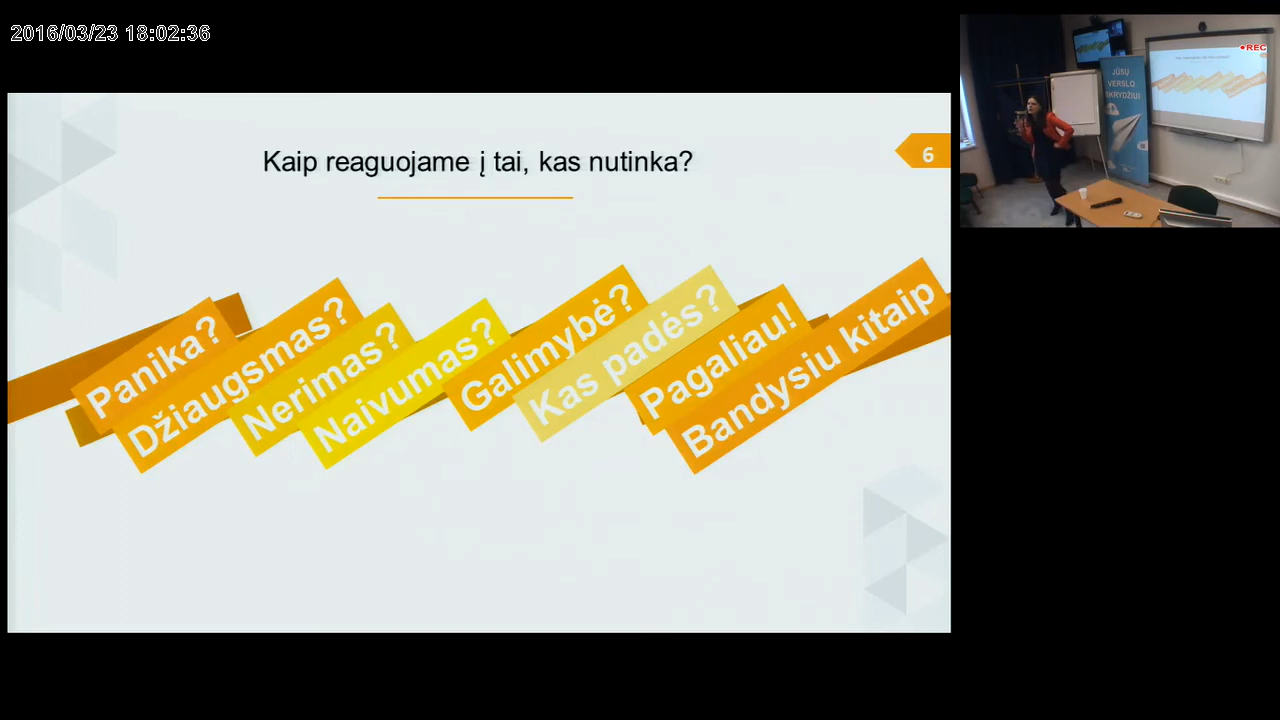 2016/03/23 18:02:36
Kaip reaguojame į tai, kas nutinka?
6
Panika?
Džiaugsmas?
Nerimas?
Naivumas?
Galimybė?
Kas padės?
Pagaliau!
Bandysiu kitaip
REC
JŪSŲ
VERSLO
SKRYDŽIUI